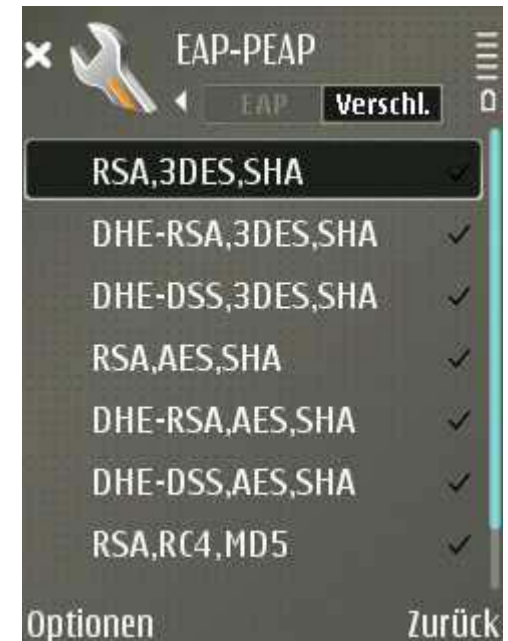 EAP-PEAP
EAP Verschl.
RSA,3DES,SHA
DHE-RSA,3DES,SHA
DHE-DSS,3DES,SHA
RSA,AES,SHA
DHE-RSA,AES,SHA
DHE-DSS,AES,SHA
RSA,RC4,MD5
Optionen Zurück